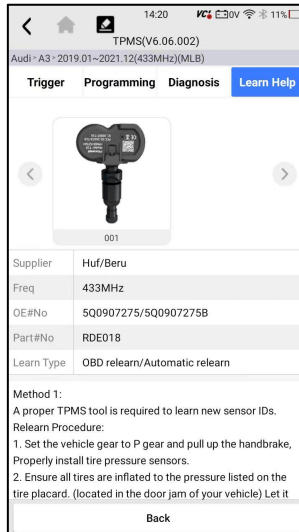 14:20 VCI 0V 11%
TPMS(V6.06.002)
Audi > A3 > 2019.01~2021.12(433MHz)(MLB)
Trigger Programming Diagnosis Learn Help
001
Supplier Huf/Beru
Freq 433MHz
OE#No 5Q0907275/5Q0907275B
Part#No RDE018
Learn Type OBD relearn/Automatic relearn
Method 1:
A proper TPMS tool is required to learn new sensor IDs.
Relearn Procedure:
1. Set the vehicle gear to P gear and pull up the handbrake,
Properly install tire pressure sensors.
2. Ensure all tires are inflated to the pressure listed on the
tire placard. (located in the door jam of your vehicle) Let it
Back